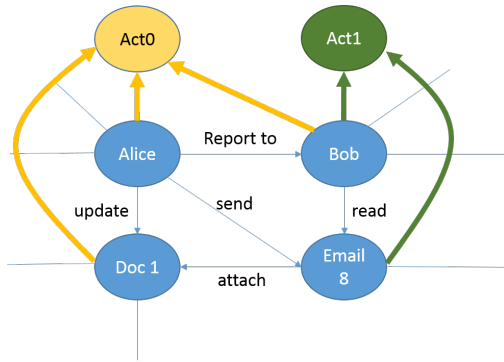 Act0
Act1
Alice
Report to
Bob
update
send
read
Doc 1
attach
Email
8